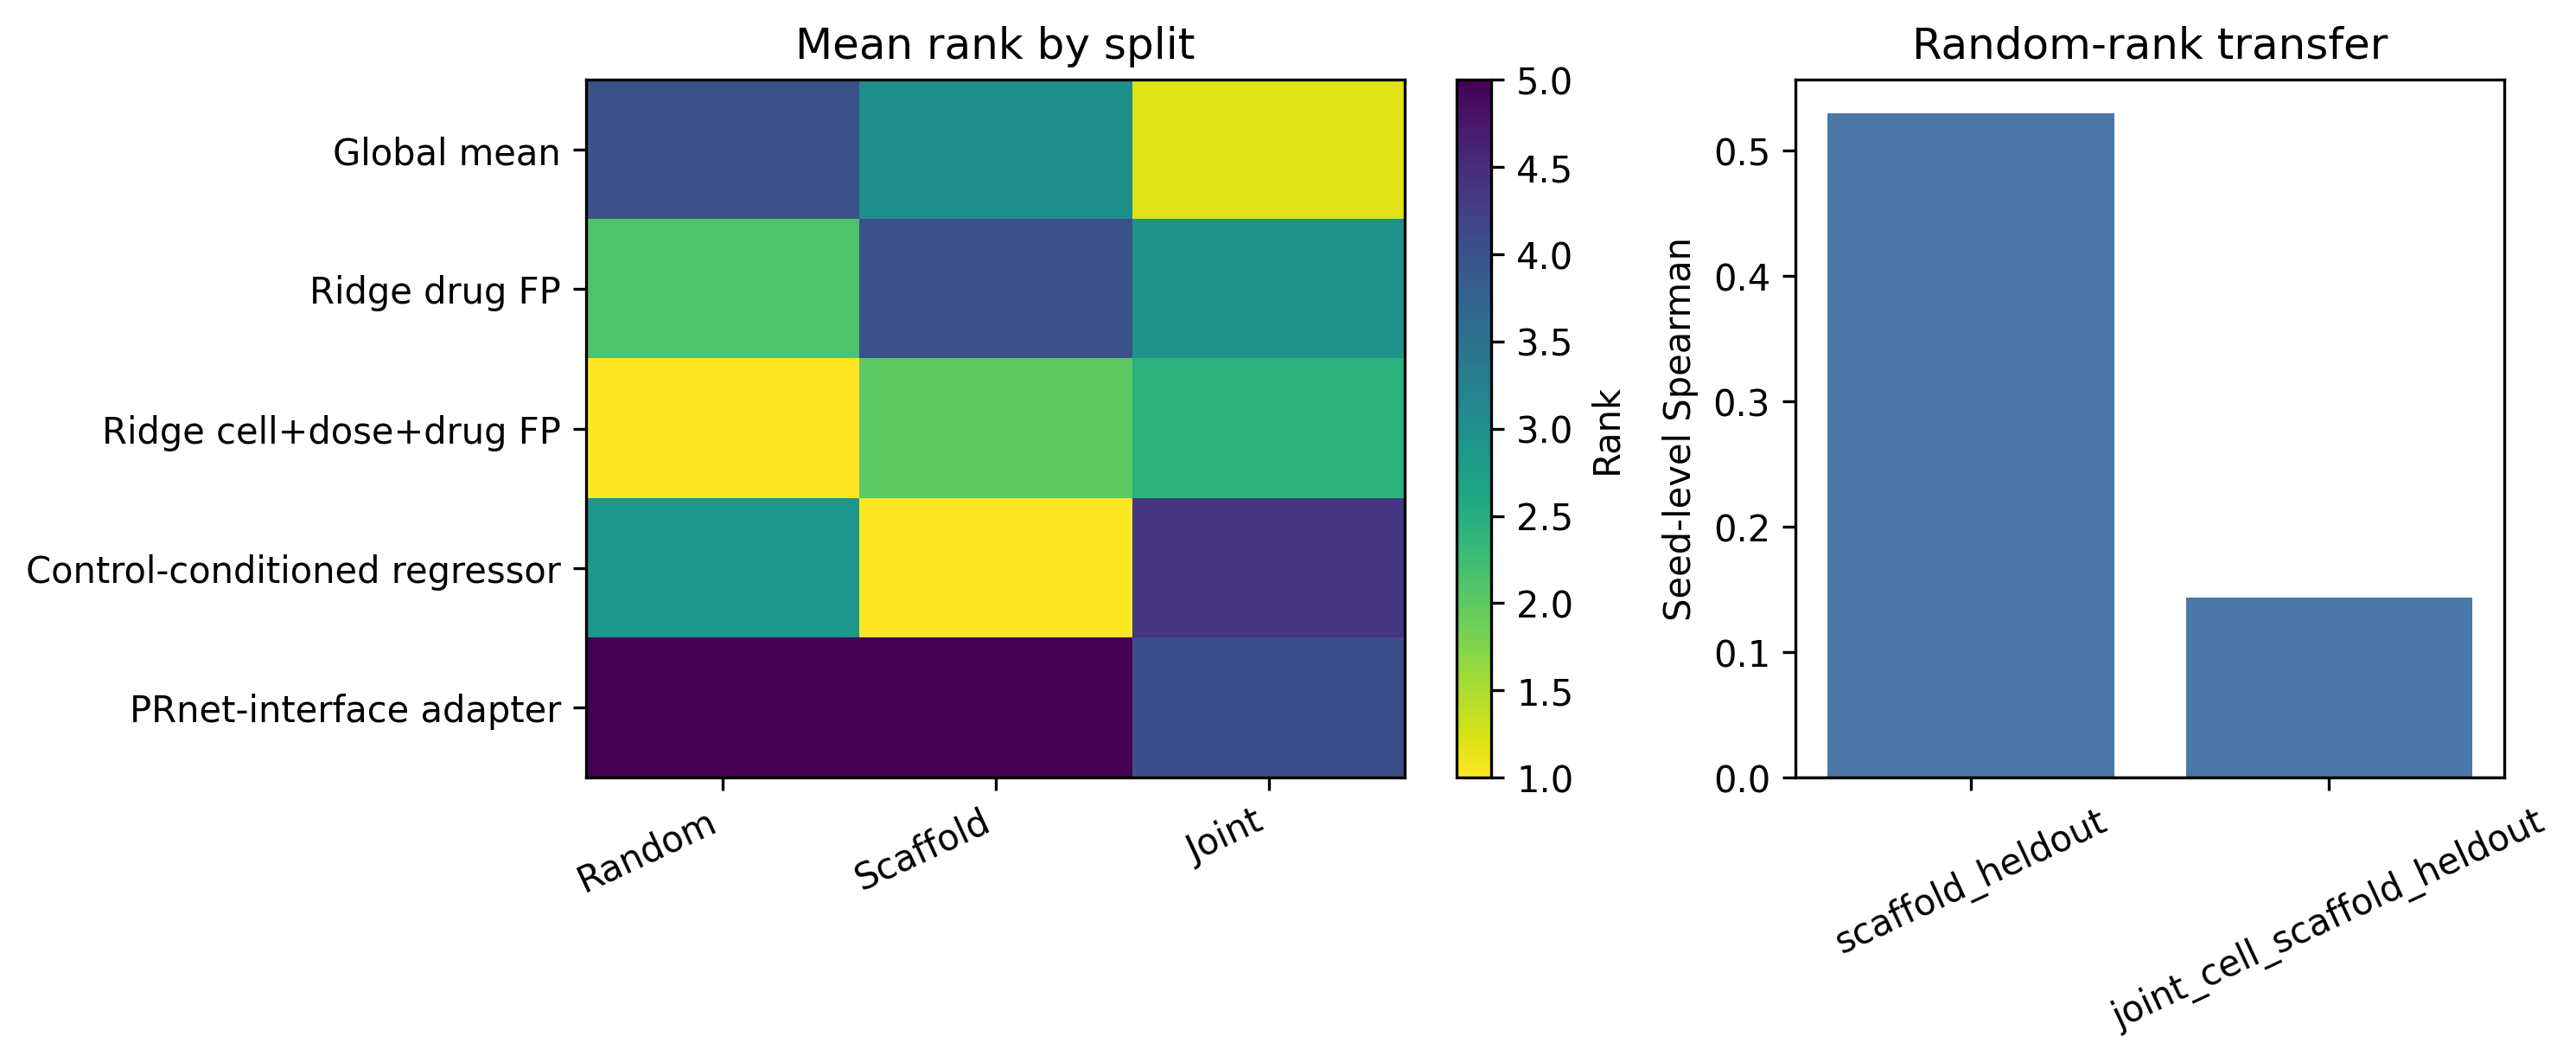 Mean rank by split
Global mean
Ridge drug FP
Ridge cell+dose+drug FP
Control-conditioned regressor
PRnet-interface adapter
Random
Scaffold
Joint
5.0
4.5
4.0
3.5
3.0
2.5
2.0
1.5
1.0
Rank
Random-rank transfer
Seed-level Spearman
0.5
0.4
0.3
0.2
0.1
0.0
scaffold_heldout
joint_cell_scaffold_heldout